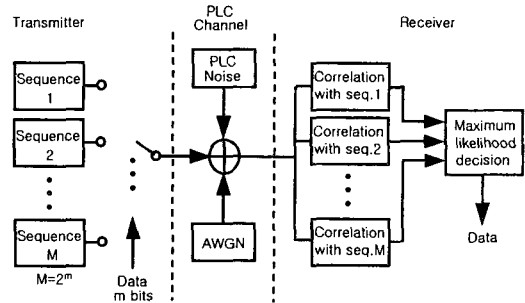 Transmitter
PLC
Channel
Receiver
Sequence
1
Sequence
2
Sequence
M
M=2^m
Data
m bits
PLC
Noise
AWGN
Correlation
with seq.1
Correlation
with seq.2
Correlation
with seq.M
Maximum
likelihood
decision
Data